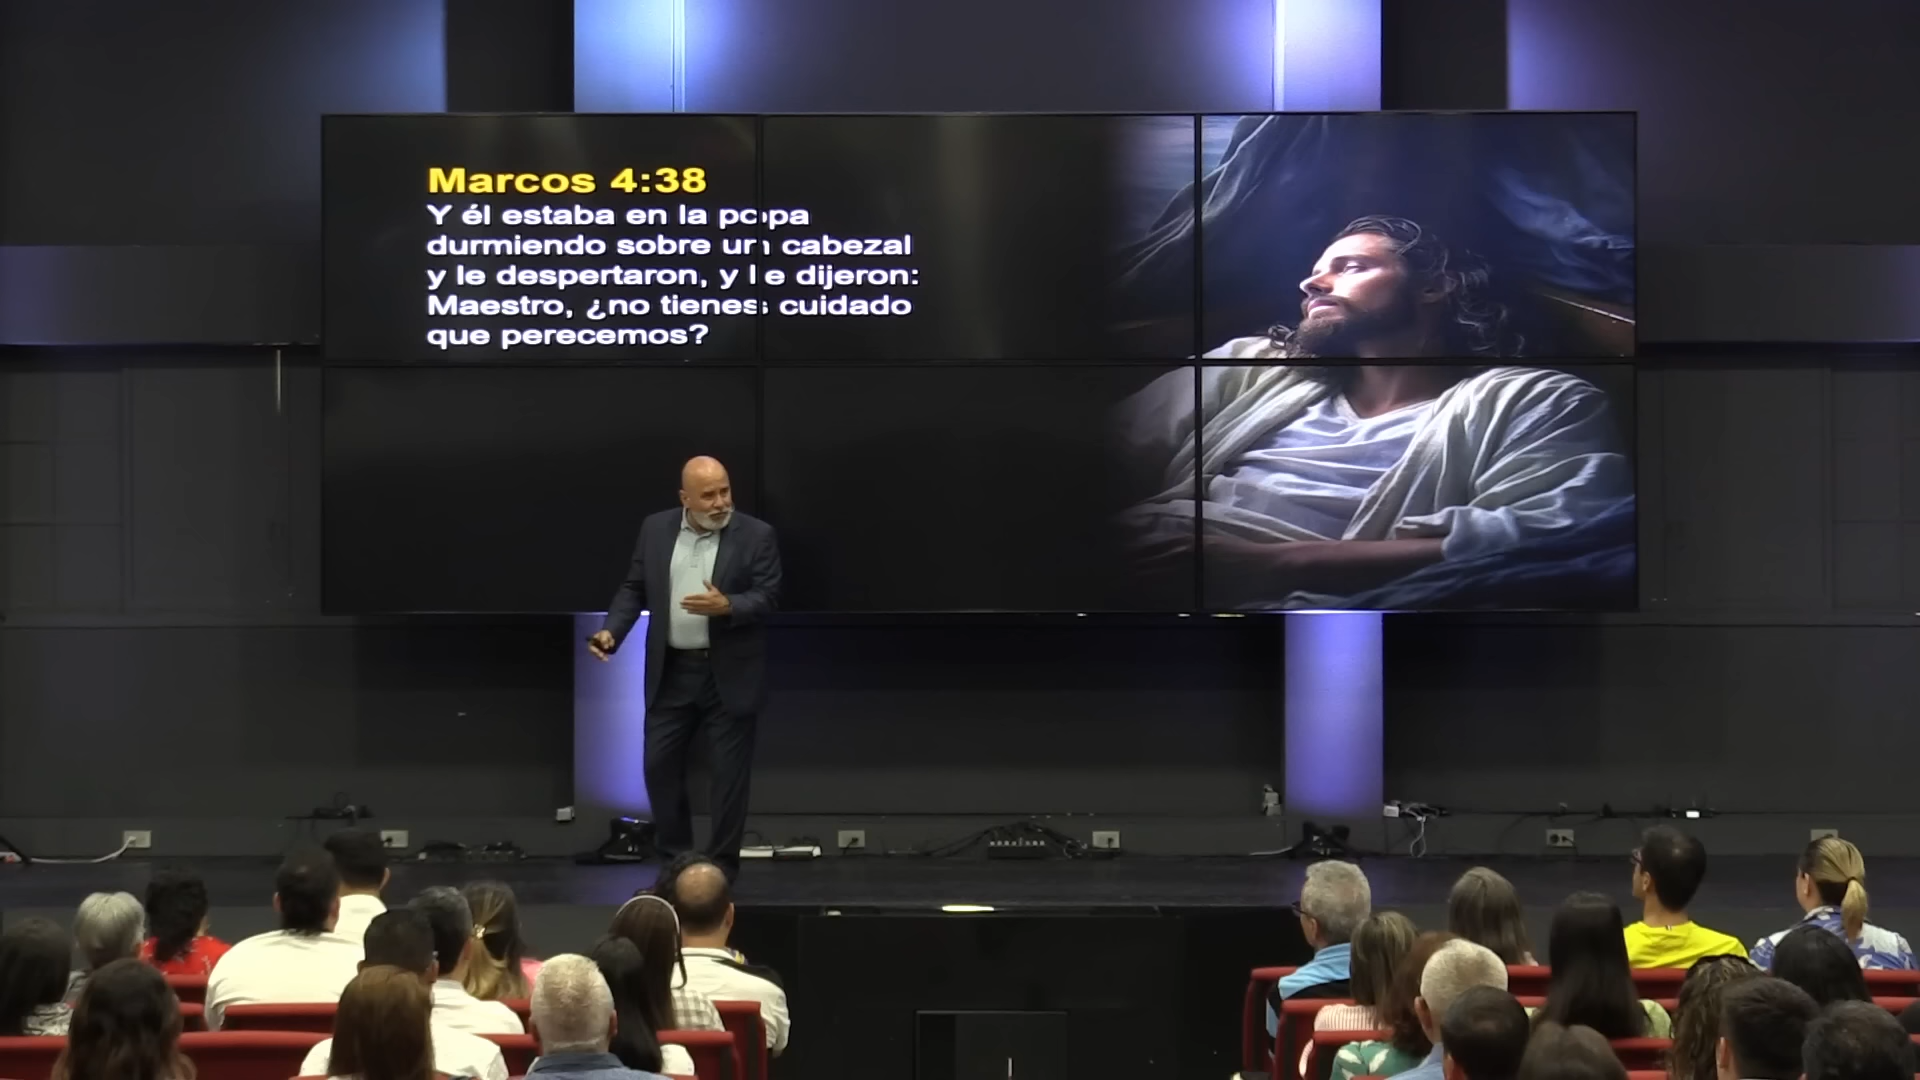 Marcos 4:38
Y él estaba en la popa
durmiendo sobre un cabezal
y le despertaron, y le dijeron:
Maestro, ¿no tienes cuidado
que perecemos?